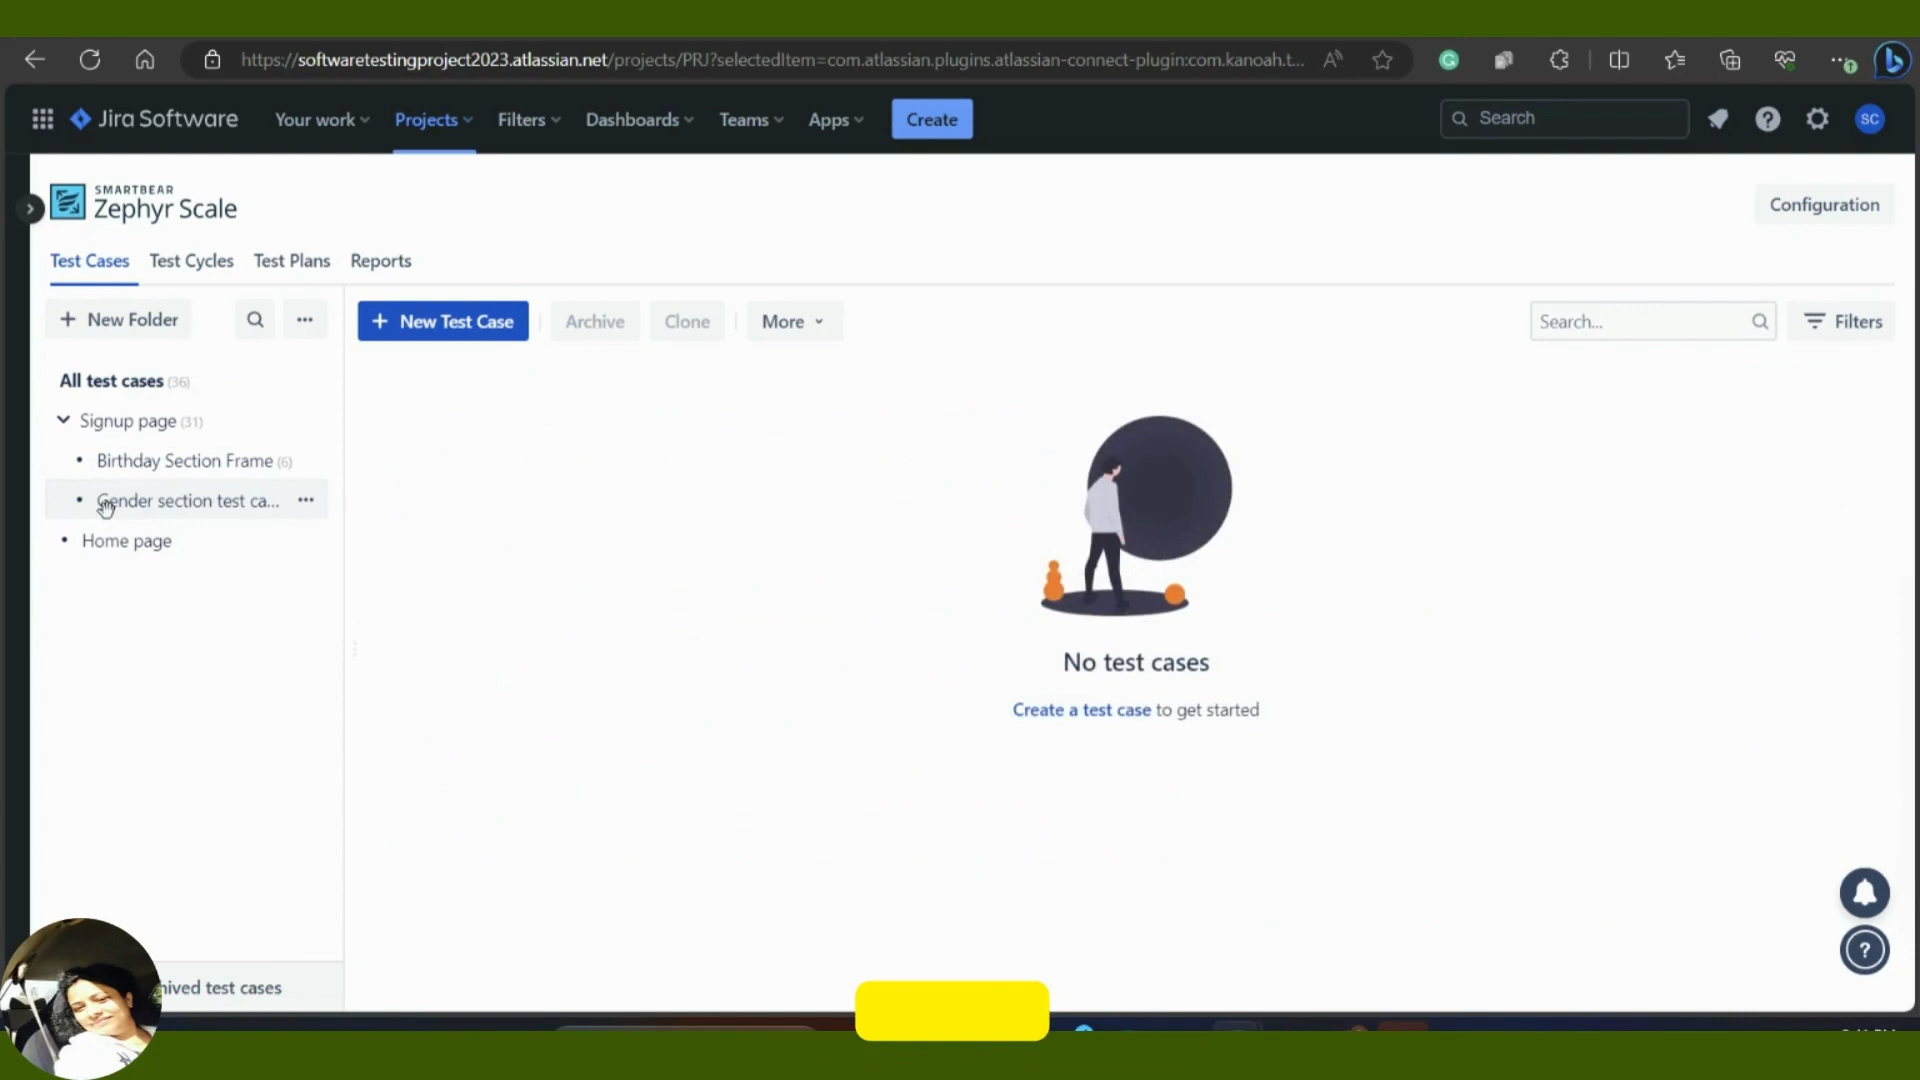 https://softwaretestingproject2023.atlassian.net/projects/PRJ?selectedItem=com.atlassian.plugins.atlassian-connect-plugin:com.kanoah.t...
Jira Software Your work Projects Filters Dashboards Teams Apps Create Search SC
SMARTBEAR
Zephyr Scale
Configuration
Test Cases Test Cycles Test Plans Reports
+ New Folder
+ New Test Case Archive Clone More Search... Filters
All test cases (36)
Signup page (31)
• Birthday Section Frame (6)
• Gender section test ca...
• Home page
No test cases
Create a test case to get started
hived test cases